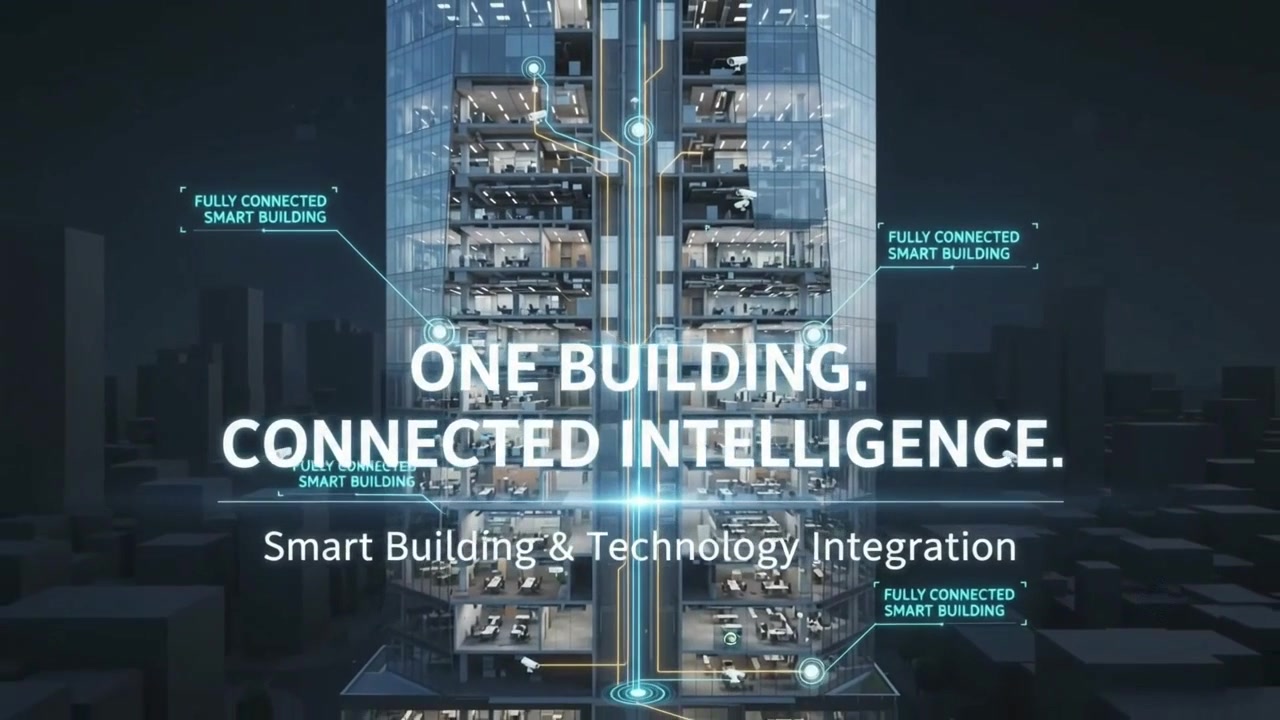 FULLY CONNECTED
SMART BUILDING
FULLY CONNECTED
SMART BUILDING
ONE BUILDING.
CONNECTED INTELLIGENCE.
FULLY CONNECTED
SMART BUILDING
Smart Building & Technology Integration
FULLY CONNECTED
SMART BUILDING